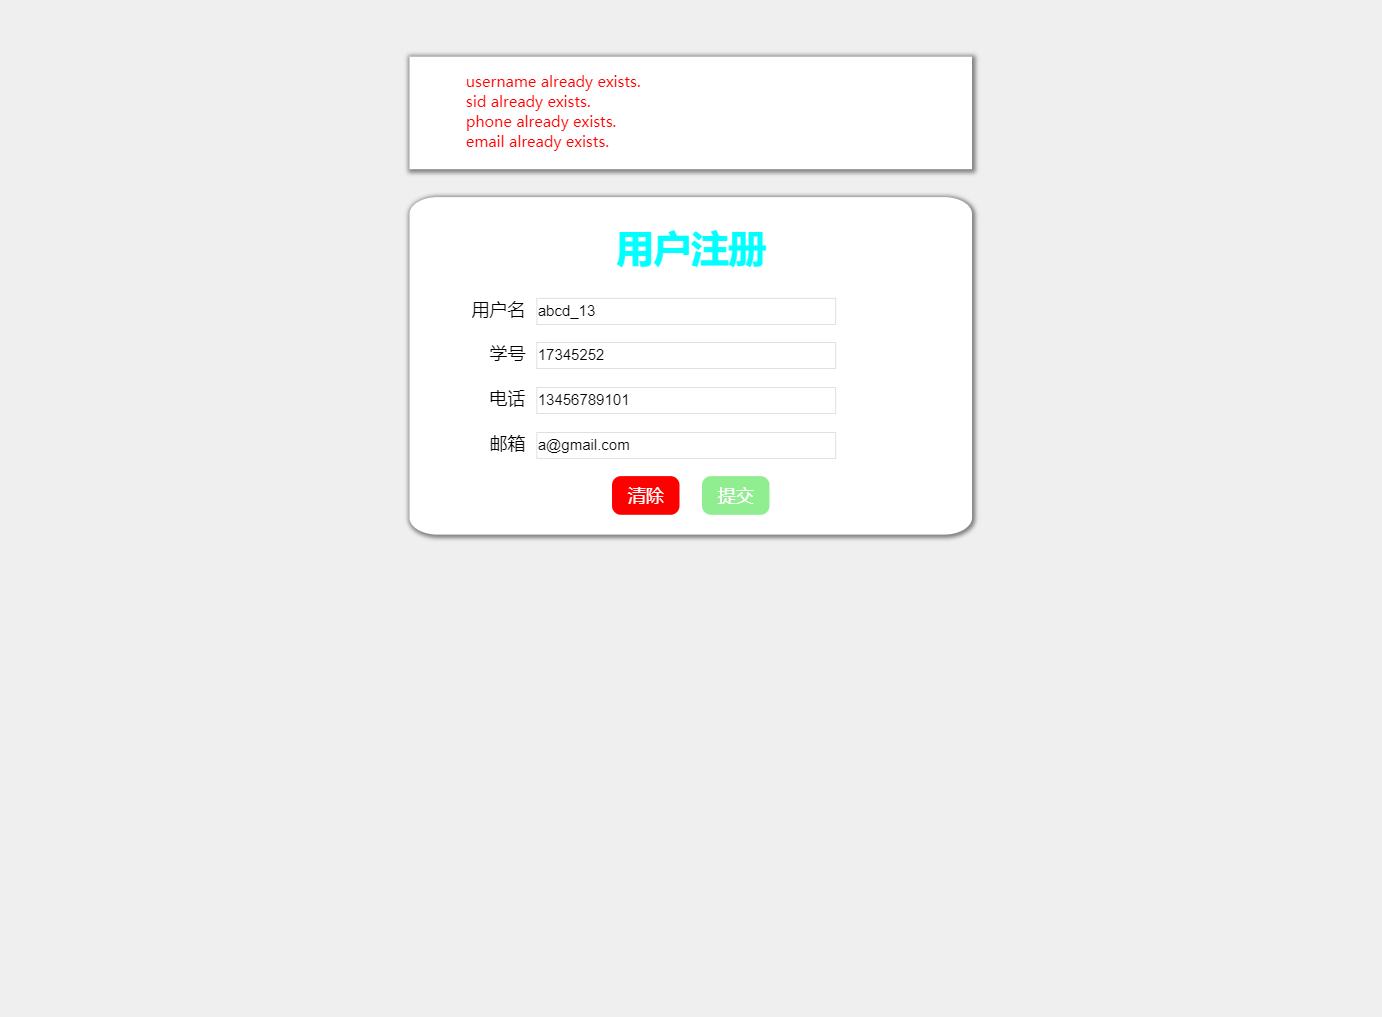 username already exists.
sid already exists.
phone already exists.
email already exists.
用户注册
用户名 abcd_13
学号 17345252
电话 13456789101
邮箱 a@gmail.com
清除 提交